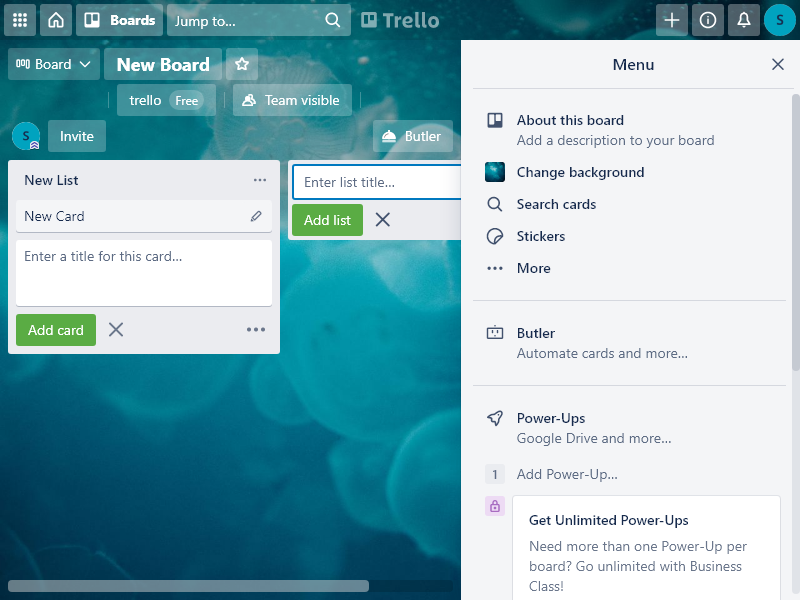 Boards
Jump to...
Trello
S
Board
New Board
trello
Free
Team visible
S
Invite
Butler
New List
New Card
Enter a title for this card...
Add card
Enter list title...
Add list
Menu
About this board
Add a description to your board
Change background
Search cards
Stickers
More
Butler
Automate cards and more...
Power-Ups
Google Drive and more...
1
Add Power-Up...
Get Unlimited Power-Ups
Need more than one Power-Up per
board? Go unlimited with Business
Class!